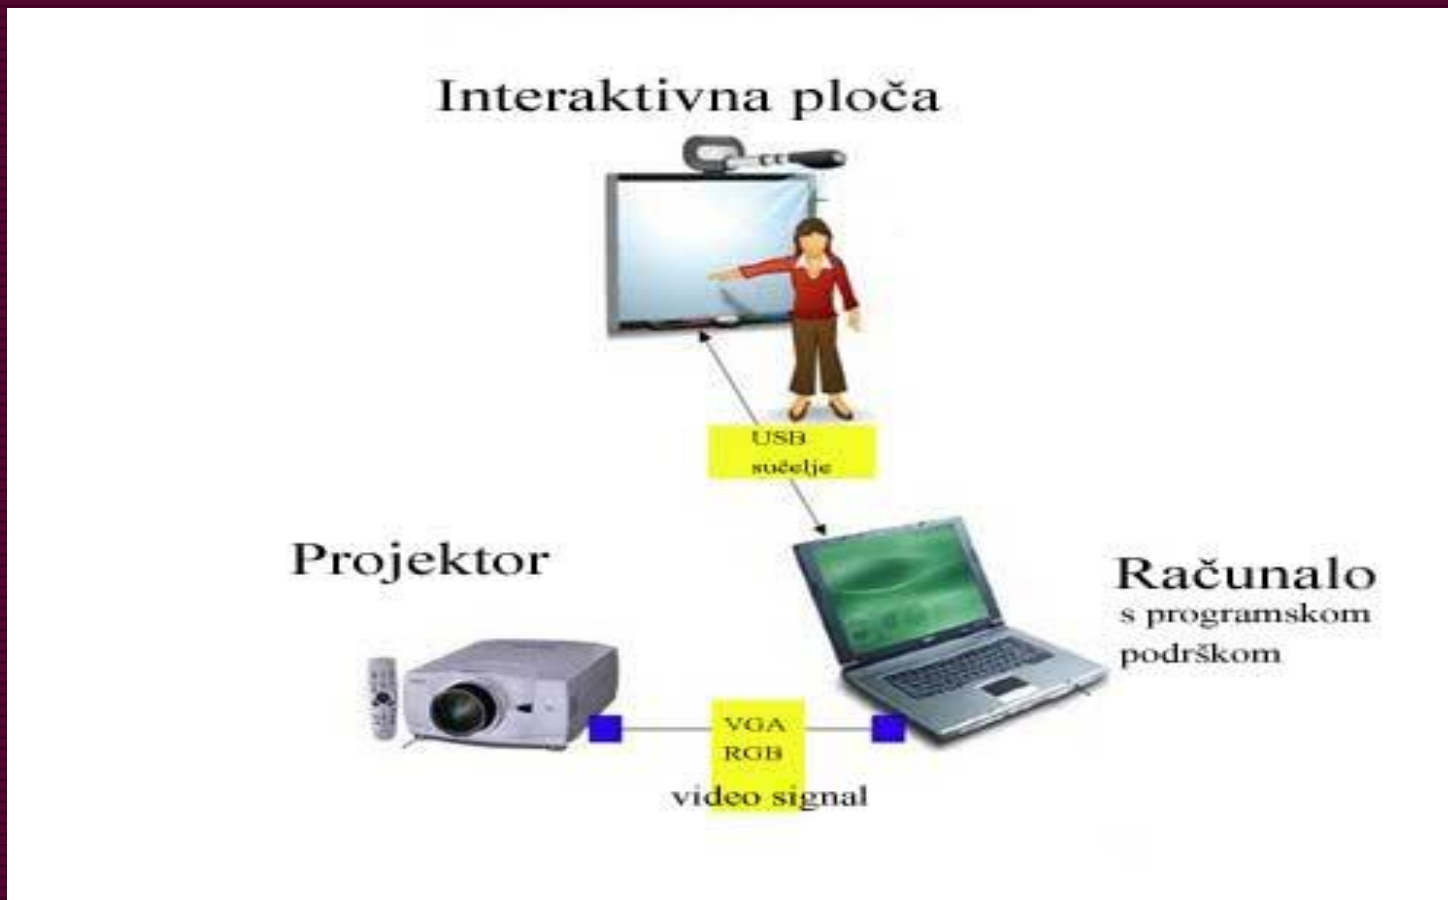 Interaktivna ploča
USB
sučelje
Projektor
Računalo
s programskom
podrškom
VGA
RGB
video signal